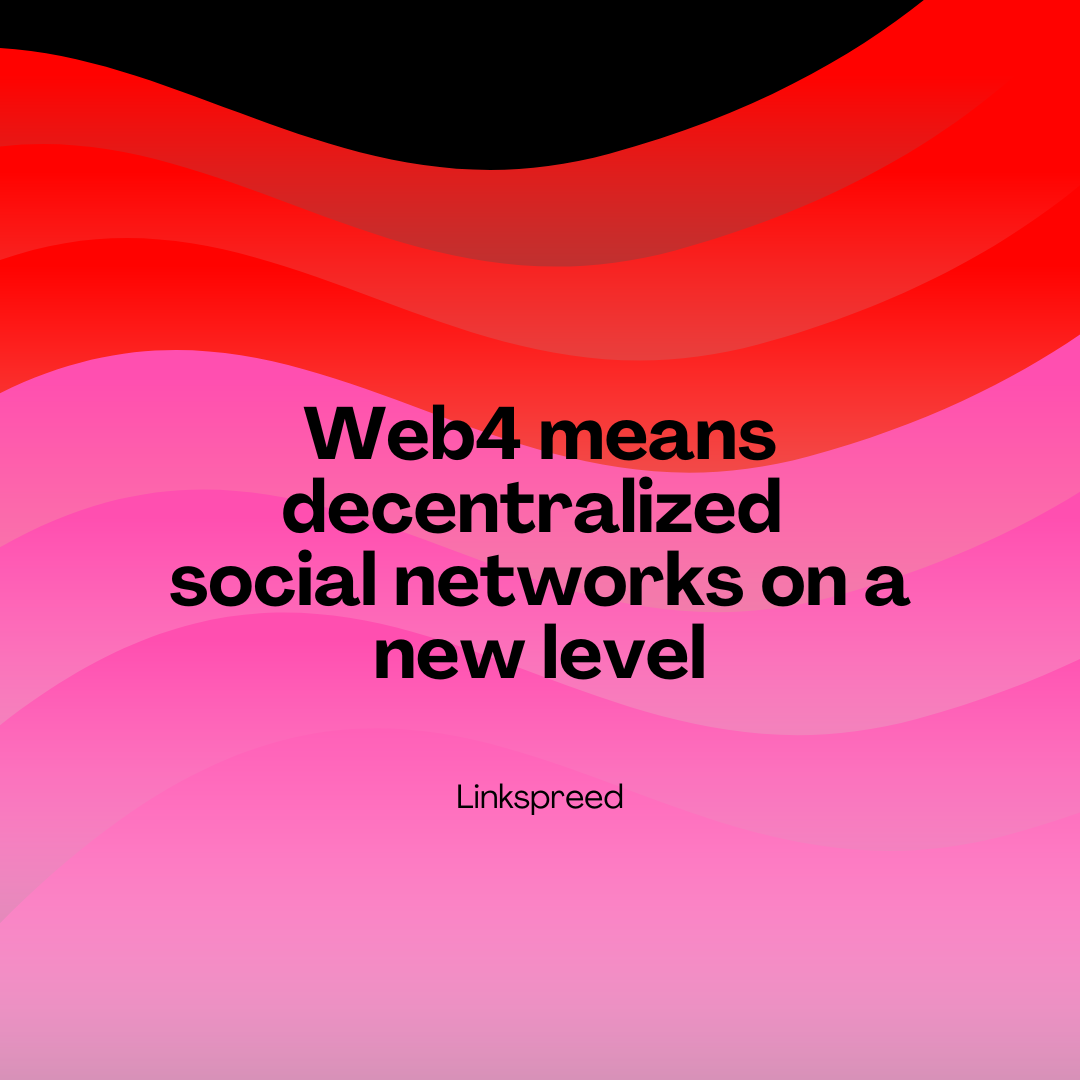 Web4 means
decentralized
social networks on a
new level
Linkspreed